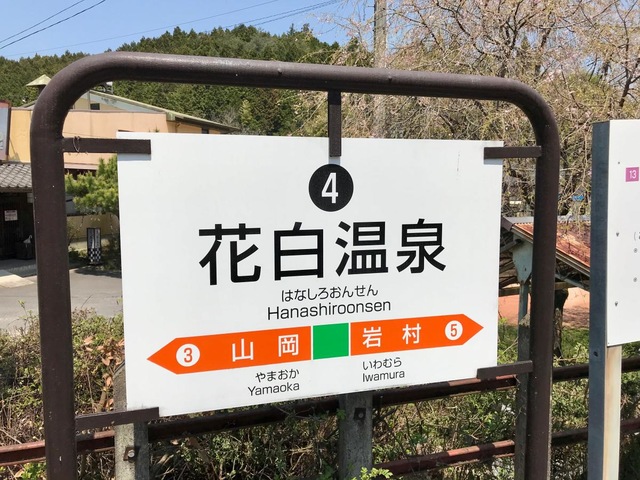 4
花白温泉
はなしろおんせん
Hanashiroonsen
3 山岡 岩村 5
やまおか いわむら
Yamaoka Iwamura
13